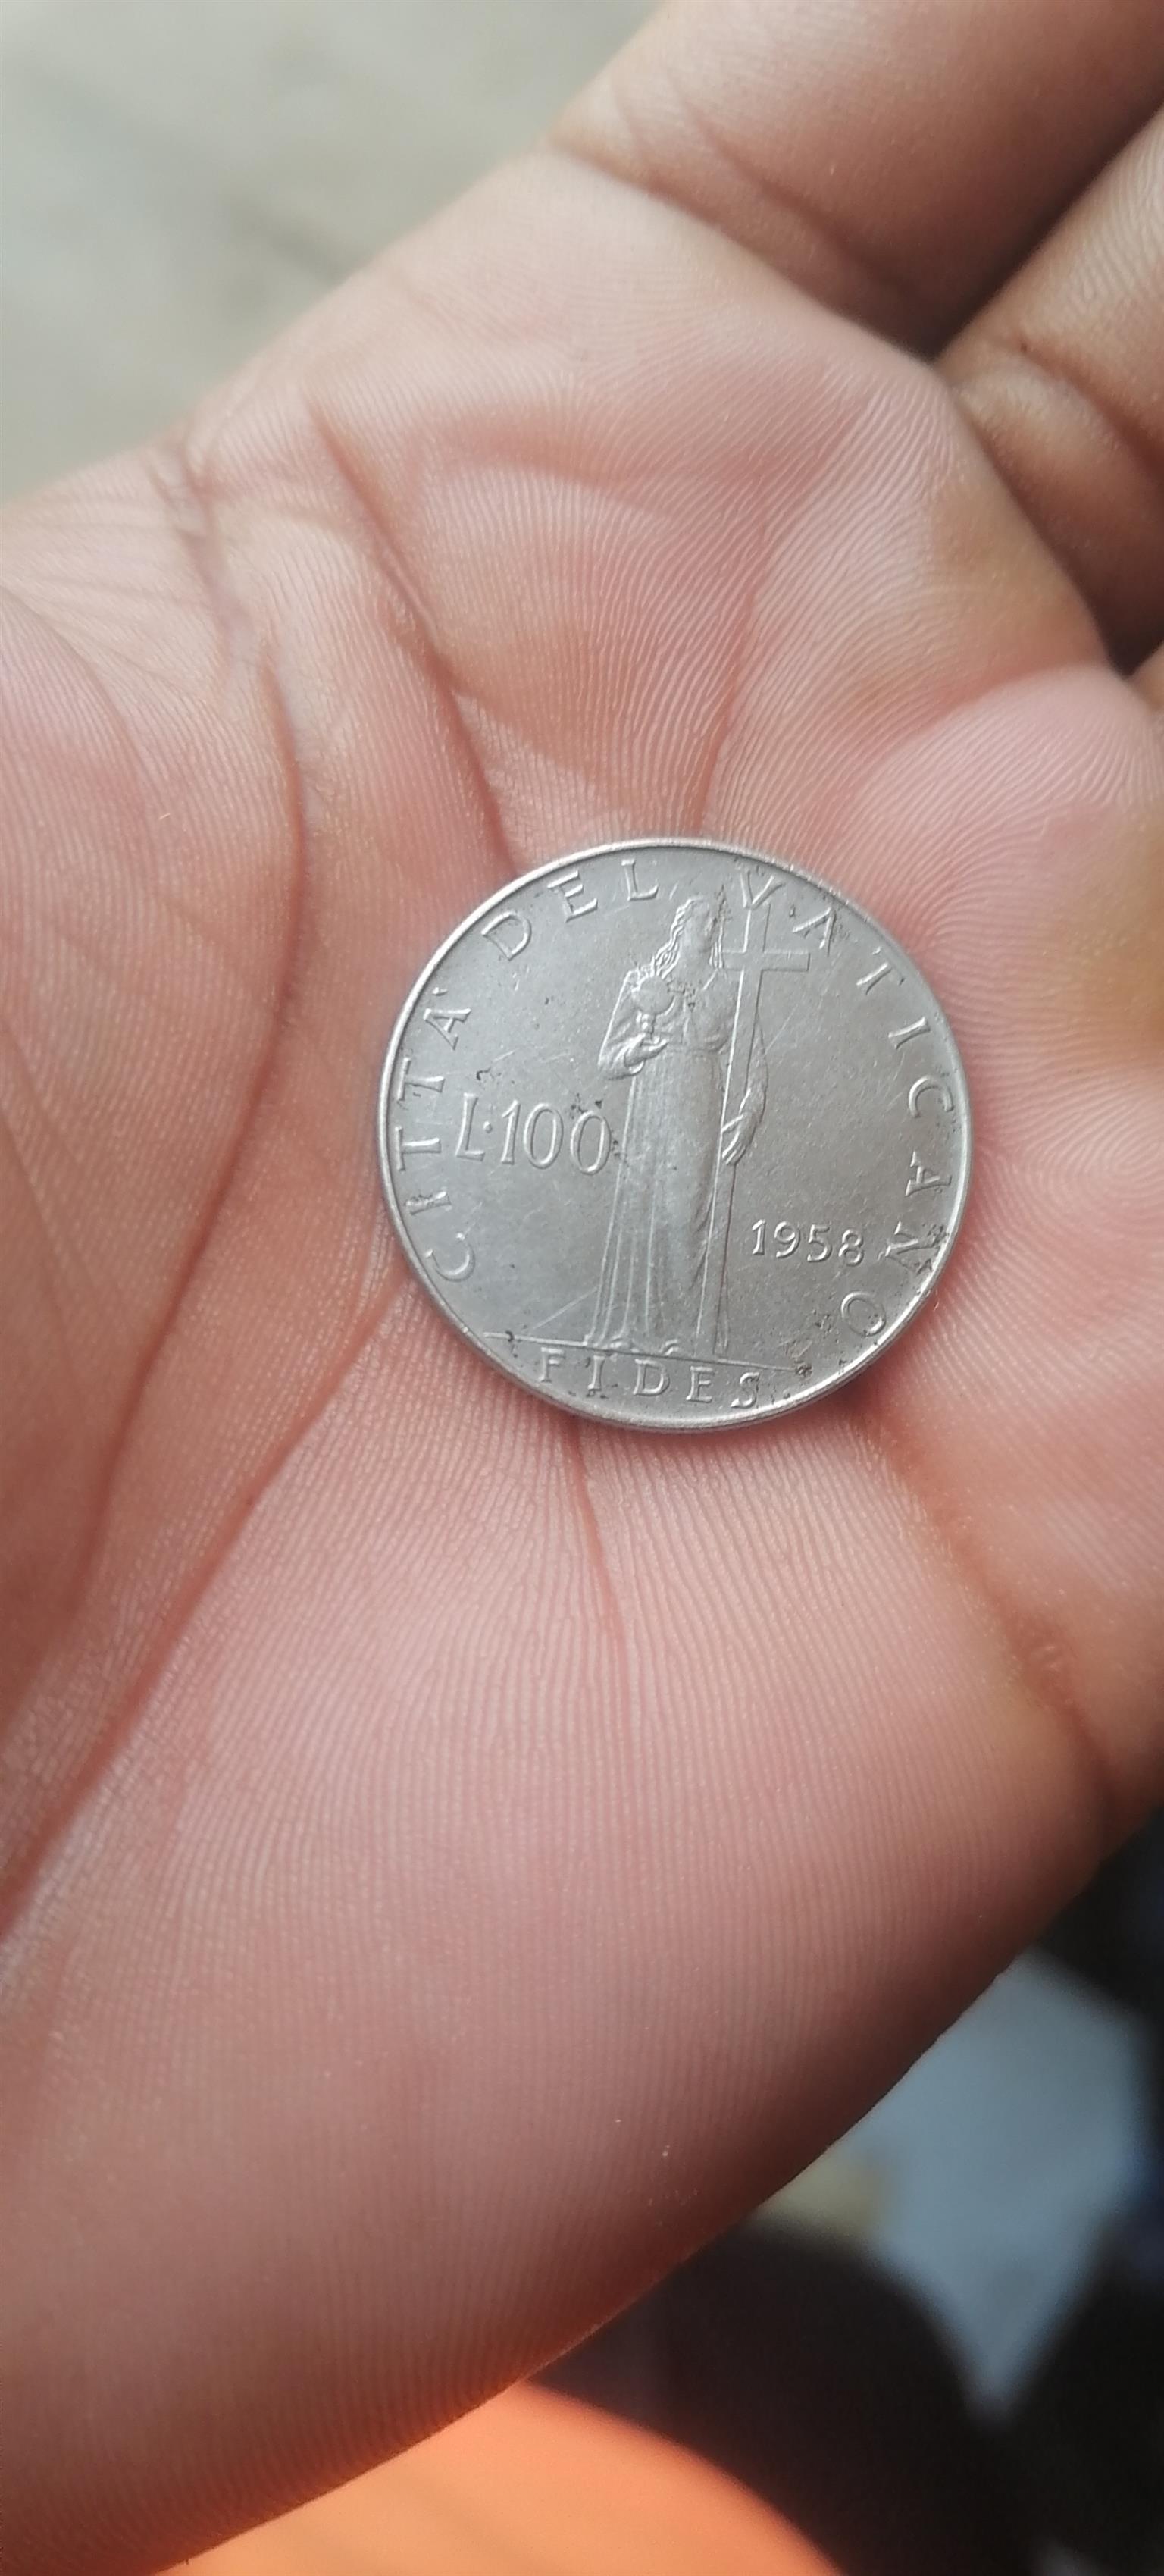 CITTA' DEL VATICANO
L·100
1958
FIDES